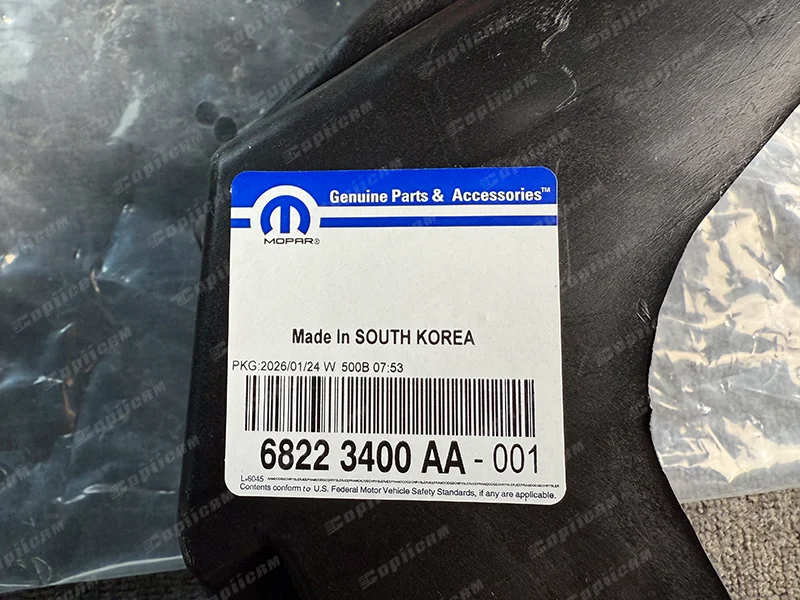 Genuine Parts & Accessories™
MOPAR®
Made In SOUTH KOREA
PKG:2026/01/24 W 500B 07:53
6822 3400 AA - 001
L-6045
Contents conform to U.S. Federal Motor Vehicle Safety Standards, if any are applicable.
Copiicam